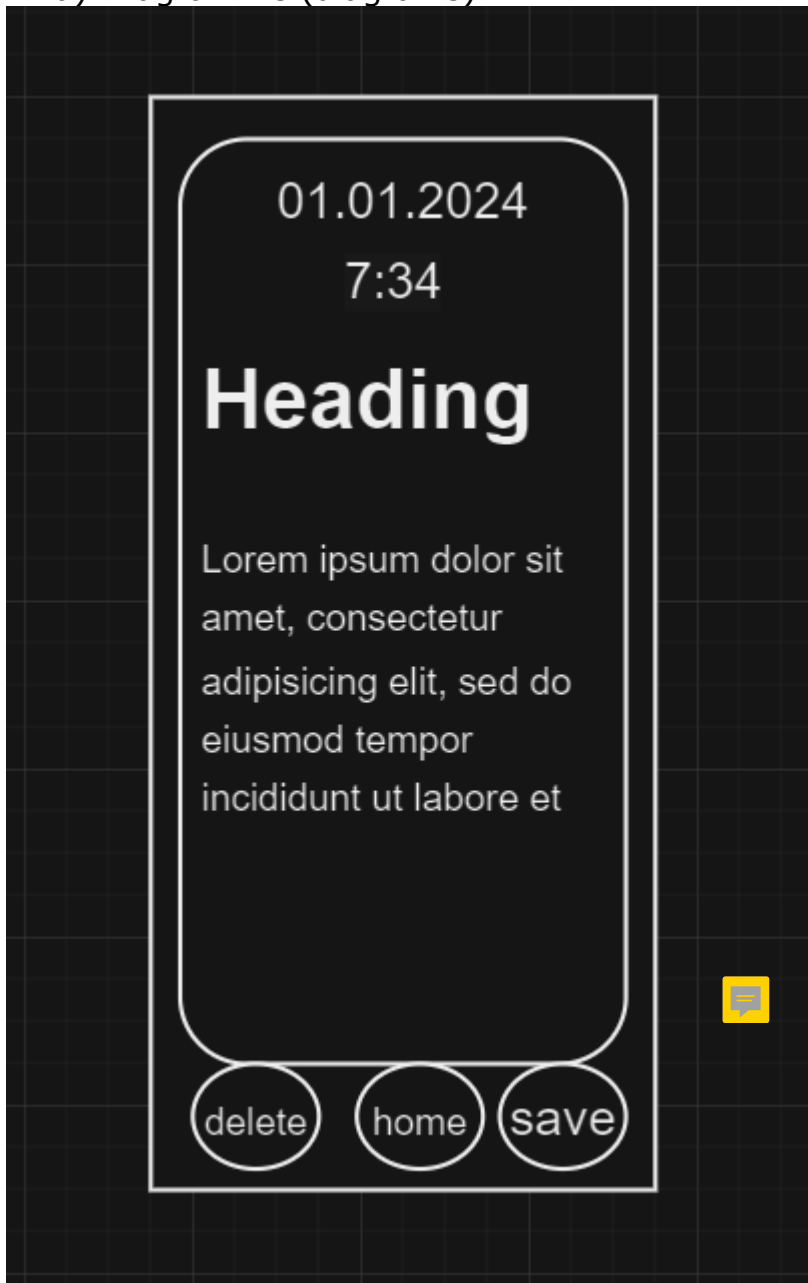 01.01.2024
7:34
Heading
Lorem ipsum dolor sit
amet, consectetur
adipisicing elit, sed do
eiusmod tempor
incididunt ut labore et
delete home save